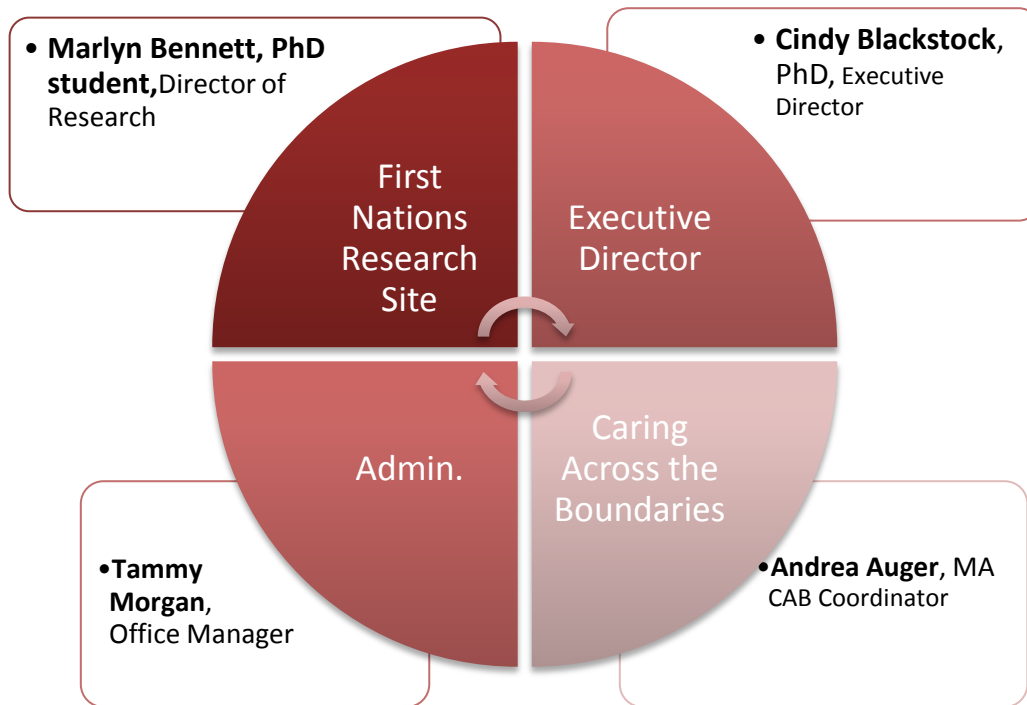 • Marlyn Bennett, PhD
student,Director of
Research
• Cindy Blackstock,
PhD, Executive
Director
First
Nations
Research
Site
Executive
Director
Admin.
Caring
Across the
Boundaries
•Tammy
Morgan,
Office Manager
•Andrea Auger, MA
CAB Coordinator